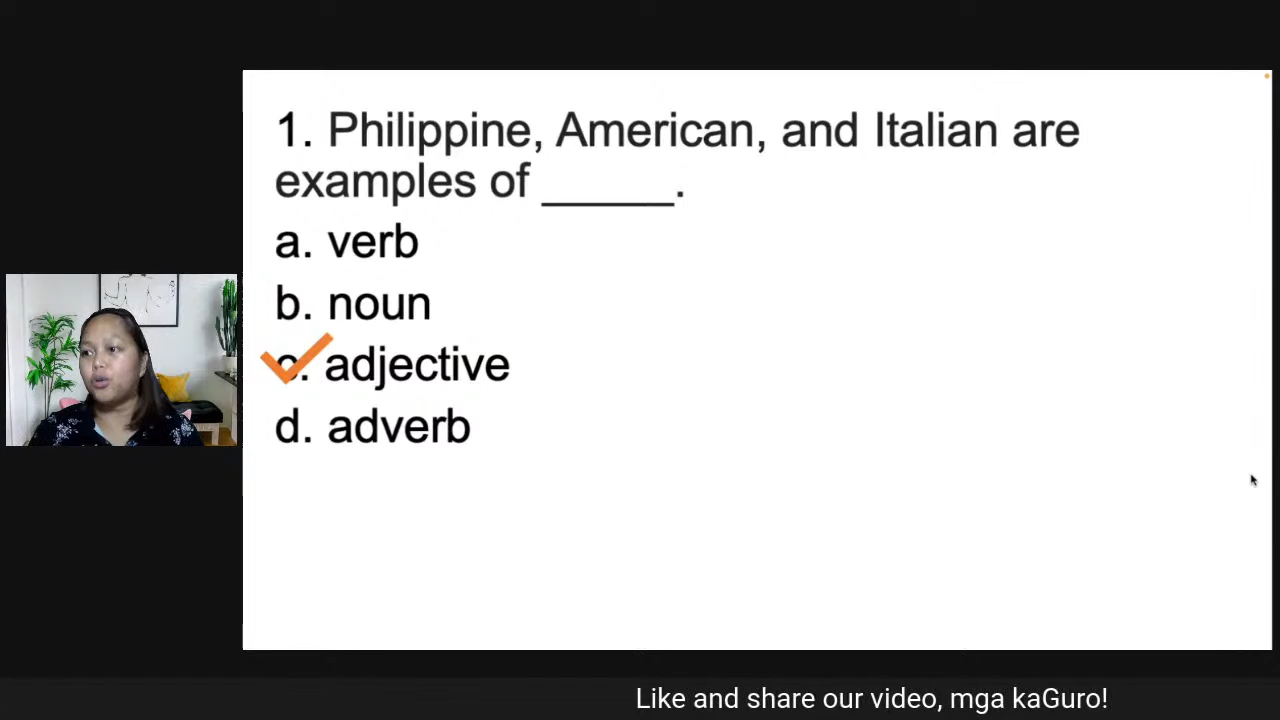 1. Philippine, American, and Italian are
examples of ______.
a. verb
b. noun
c. adjective
d. adverb
Like and share our video, mga kaGuro!